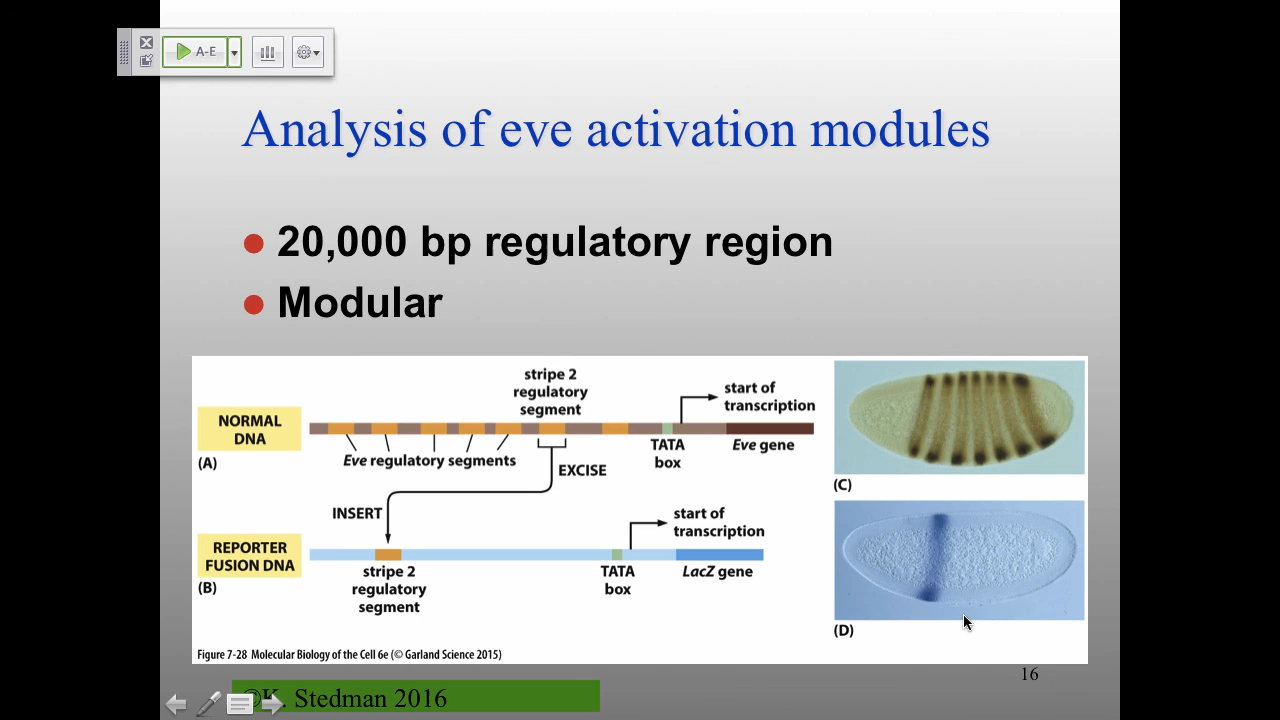 A-E
Analysis of eve activation modules
20,000 bp regulatory region
Modular
stripe 2
regulatory
segment
start of
transcription
NORMAL
DNA
(A)
Eve regulatory segments
TATA
box
Eve gene
EXCISE
INSERT
start of
transcription
REPORTER
FUSION DNA
(B)
stripe 2
regulatory
segment
TATA
box
LacZ gene
(C)
(D)
Figure 7-28 Molecular Biology of the Cell 6e (© Garland Science 2015)
16
©K. Stedman 2016